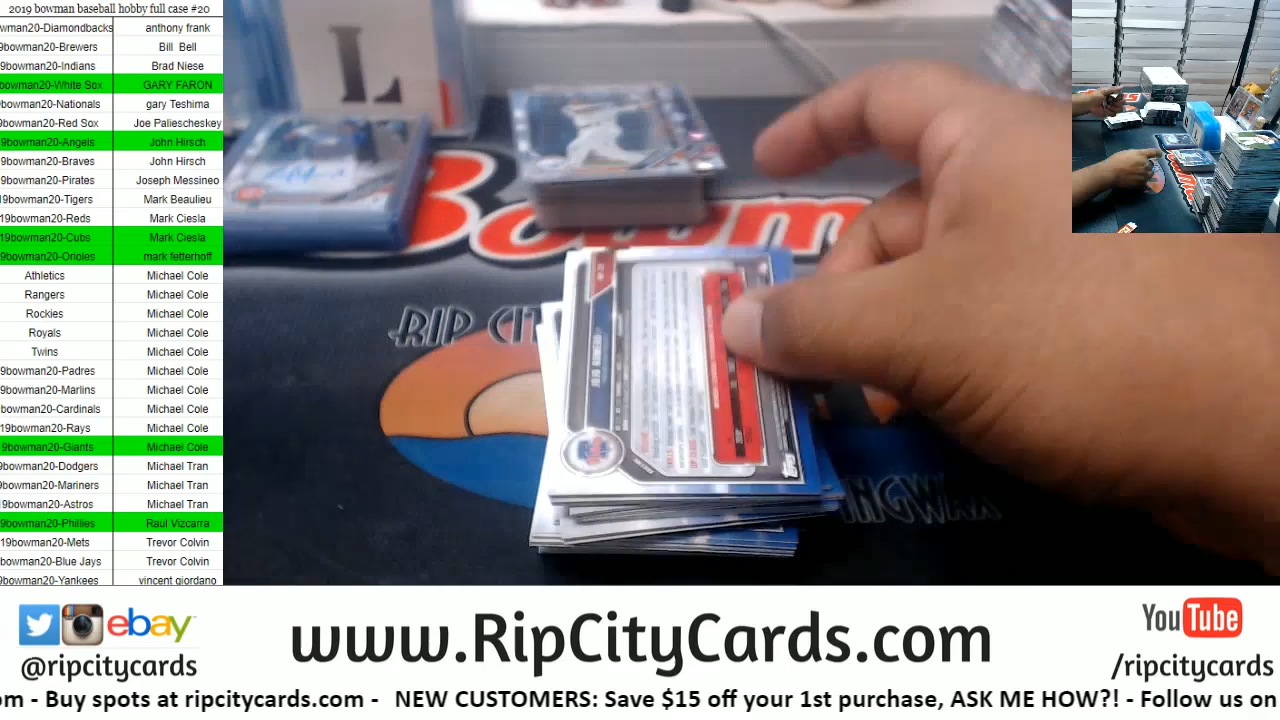 2019 bowman baseball hobby full case #20
wman20-Diamondbacks anthony frank
9bowman20-Brewers Bill Bell
9bowman20-Indians Brad Niese
bowman20-White Sox GARY FARON
bowman20-Nationals gary Teshima
9bowman20-Red Sox Joe Paliescheskey
19bowman20-Angels John Hirsch
9bowman20-Braves John Hirsch
9bowman20-Pirates Joseph Messineo
19bowman20-Tigers Mark Beaulieu
19bowman20-Reds Mark Ciesla
19bowman20-Cubs Mark Ciesla
9bowman20-Orioles mark fetterhoff
Athletics Michael Cole
Rangers Michael Cole
Rockies Michael Cole
Royals Michael Cole
Twins Michael Cole
9bowman20-Padres Michael Cole
9bowman20-Marlins Michael Cole
bowman20-Cardinals Michael Cole
19bowman20-Rays Michael Cole
9bowman20-Giants Michael Cole
9bowman20-Dodgers Michael Tran
bowman20-Mariners Michael Tran
19bowman20-Astros Michael Tran
9bowman20-Phillies Raul Vizcarra
19bowman20-Mets Trevor Colvin
bowman20-Blue Jays Trevor Colvin
9bowman20-Yankees vincent giordano
L
Bowm
RIP CIT
INGWA
ebay
@ripcitycards
www.RipCityCards.com
YouTube
/ripcitycards
om - Buy spots at ripcitycards.com - NEW CUSTOMERS: Save $15 off your 1st purchase, ASK ME HOW?! - Follow us on